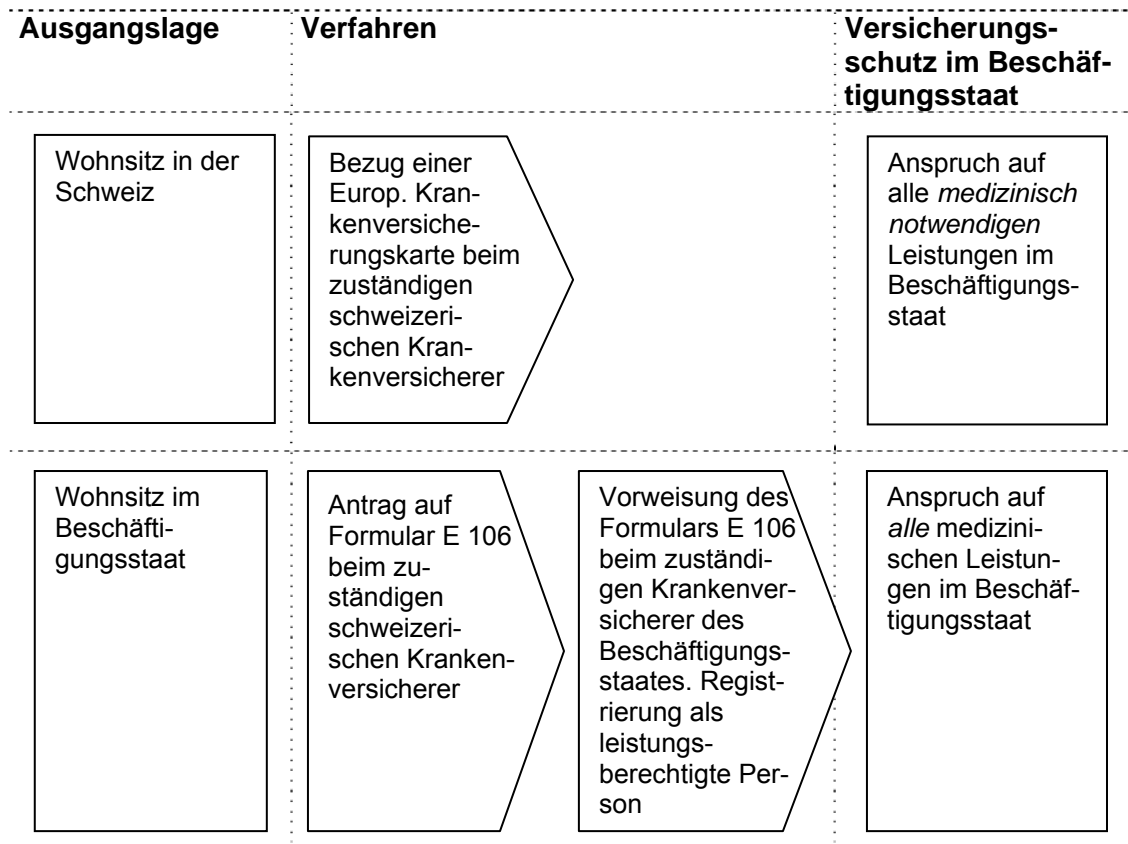 Ausgangslage
Verfahren
Versicherungs-
schutz im Beschäf-
tigungsstaat
Wohnsitz in der
Schweiz
Bezug einer
Europ. Kran-
kenversiche-
rungskarte beim
zuständigen
schweizeri-
schen Kran-
kenversicherer
Anspruch auf
alle medizinisch
notwendigen
Leistungen im
Beschäftigungs-
staat
Wohnsitz im
Beschäfti-
gungsstaat
Antrag auf
Formular E 106
beim zu-
ständigen
schweizeri-
schen Kranken-
versicherer
Vorweisung des
Formulars E 106
beim zuständi-
gen Krankenver-
sicherer des
Beschäftigungs-
staates. Regist-
rierung als
leistungs-
berechtigte Per-
son
Anspruch auf
alle medizini-
schen Leistun-
gen im Beschäf-
tigungsstaat